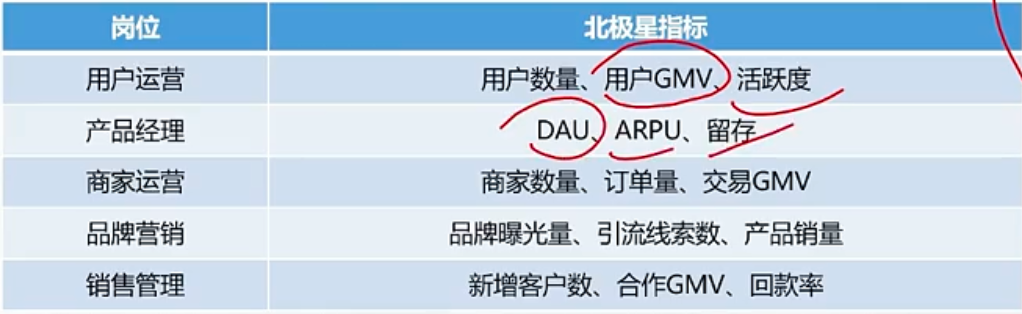 岗位 北极星指标
用户运营 用户数量、用户GMV、活跃度
产品经理 DAU、ARPU、留存
商家运营 商家数量、订单量、交易GMV
品牌营销 品牌曝光量、引流线索数、产品销量
销售管理 新增客户数、合作GMV、回款率